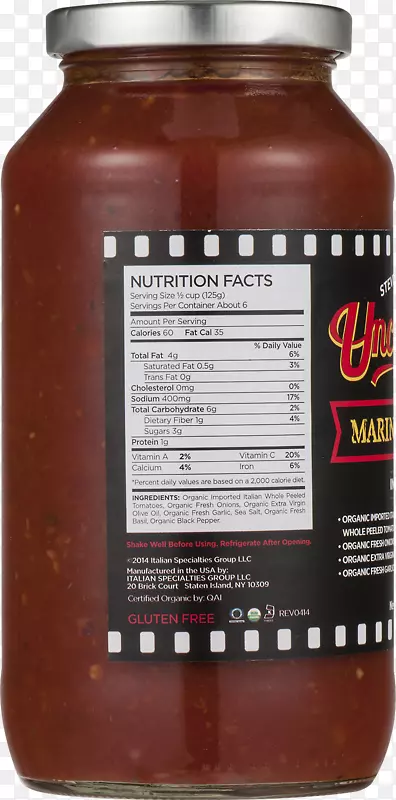 NUTRITION FACTS
Serving Size ½ cup (125g)
Servings Per Container About 6
Amount Per Serving
Calories 60 Fat Cal 35
% Daily Value
Total Fat 4g 6%
Saturated Fat 0.5g 3%
Trans Fat 0g
Cholesterol 0mg 0%
Sodium 400mg 17%
Total Carbohydrate 6g 2%
Dietary Fiber 1g 4%
Sugars 3g
Protein 1g
Vitamin A 2% Vitamin C 20%
Calcium 4% Iron 6%
*Percent daily values are based on a 2,000 calorie diet.
INGREDIENTS: Organic Imported Italian Whole Peeled
Tomatoes, Organic Fresh Onions, Organic Extra Virgin
Olive Oil, Organic Fresh Garlic, Sea Salt, Organic Fresh
Basil, Organic Black Pepper.
Shake Well Before Using, Refrigerate After Opening.
©2014 Italian Specialties Group LLC
Manufactured in the USA by:
ITALIAN SPECIALTIES GROUP LLC
20 Brick Court Staten Island, NY 10309
Certified Organic by: QAI
GLUTEN FREE REV0414
STEV
Unc
MARIN
• ORGANIC IMPORTED
WHOLE PEELED TOMAT
• ORGANIC FRESH ONION
• ORGANIC EXTRA VIRGIN
• ORGANIC FRESH GARLIC